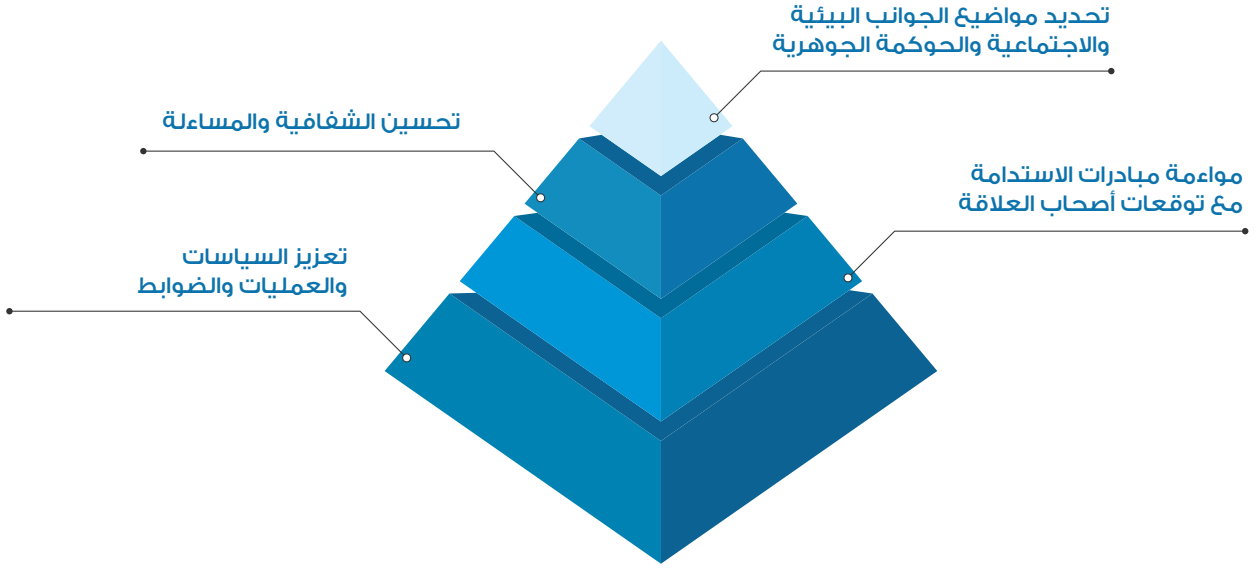 تحديد مواضيع الجوانب البيئية
والاجتماعية والحوكمة الجوهرية
تحسين الشفافية والمساءلة
مواءمة مبادرات الاستدامة
مع توقعات أصحاب العلاقة
تعزيز السياسات
والعمليات والضوابط